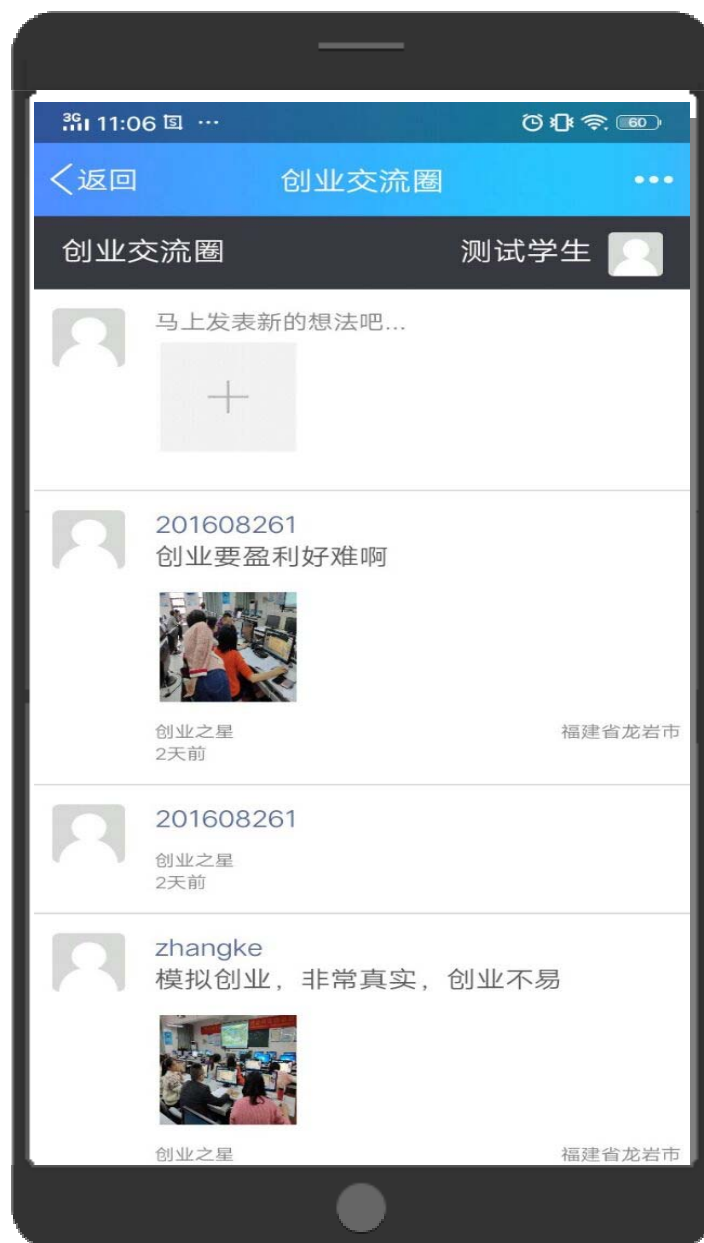 3G 11:06 ...
60
返回
创业交流圈
创业交流圈
测试学生
马上发表新的想法吧...
201608261
创业要盈利好难啊
创业之星
福建省龙岩市
2天前
201608261
创业之星
2天前
zhangke
模拟创业，非常真实，创业不易
创业之星
福建省龙岩市